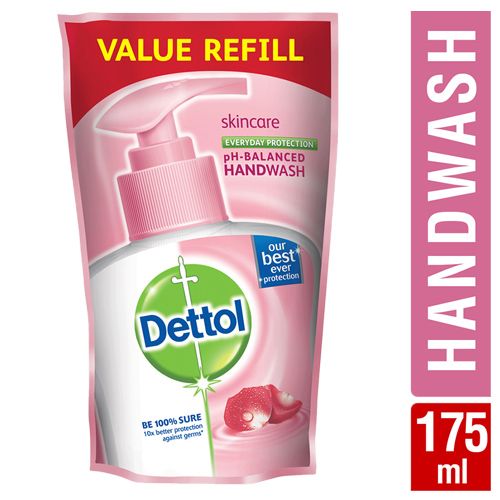 VALUE REFILL
skincare
EVERYDAY PROTECTION
pH-BALANCED
HANDWASH
our
best
ever
protection
Dettol
BE 100% SURE
10x better protection
against germs*
HANDWASH
175
ml